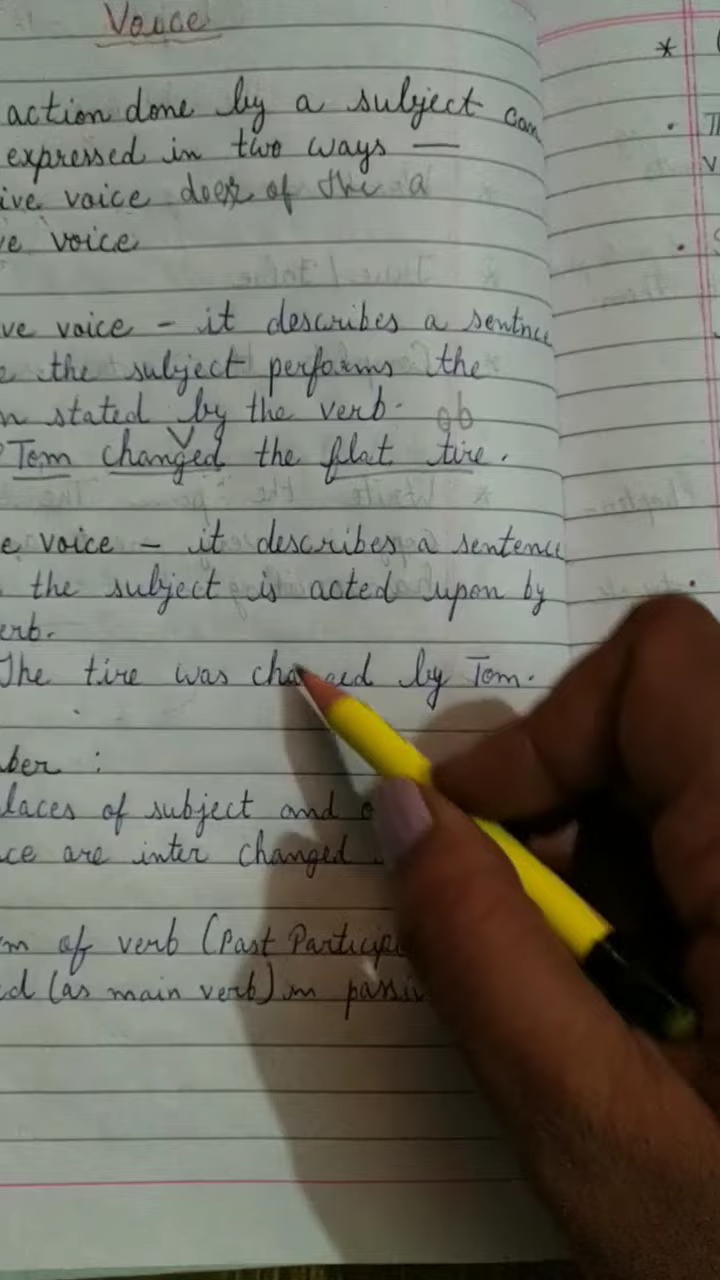 Voice
action done by a subject can
expressed in two ways —
ive voice doer of the a
ve voice
ve voice - it describes a sentnce
e the subject performs the
n stated by the verb. ob
V
Tom changed the flat tire.
e voice - it describes a sentence
the subject is acted upon by
erb.
The tire was changed by Tom.
ber :
laces of subject and o
ce are inter changed
m of verb (Past Particip
d (as main verb) in passiv